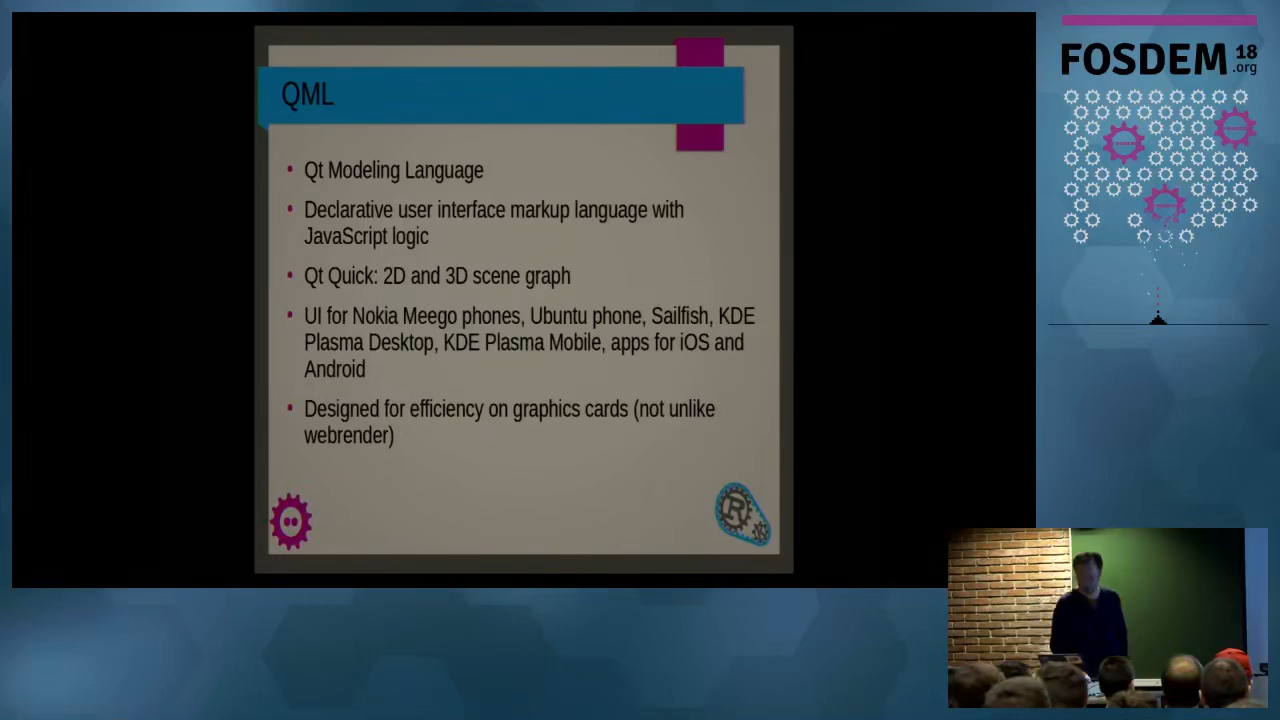 QML
• Qt Modeling Language
• Declarative user interface markup language with
JavaScript logic
• Qt Quick: 2D and 3D scene graph
• UI for Nokia Meego phones, Ubuntu phone, Sailfish, KDE
Plasma Desktop, KDE Plasma Mobile, apps for iOS and
Android
• Designed for efficiency on graphics cards (not unlike
webrender)
R
FOSDEM 18
.org